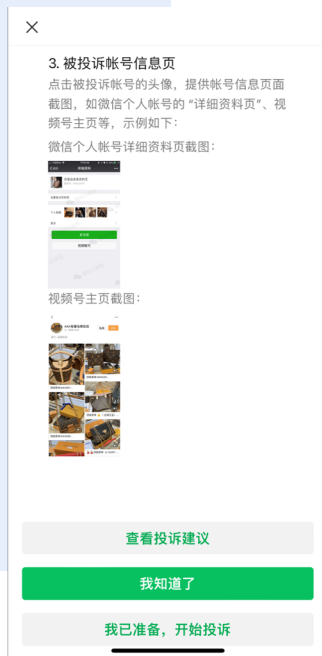 3. 被投诉帐号信息页
点击被投诉帐号的头像，提供帐号信息页面
截图，如微信个人帐号的 “详细资料页”、视
频号主页等，示例如下：
微信个人帐号详细资料页截图：
视频号主页截图：
查看投诉建议
我知道了
我已准备，开始投诉